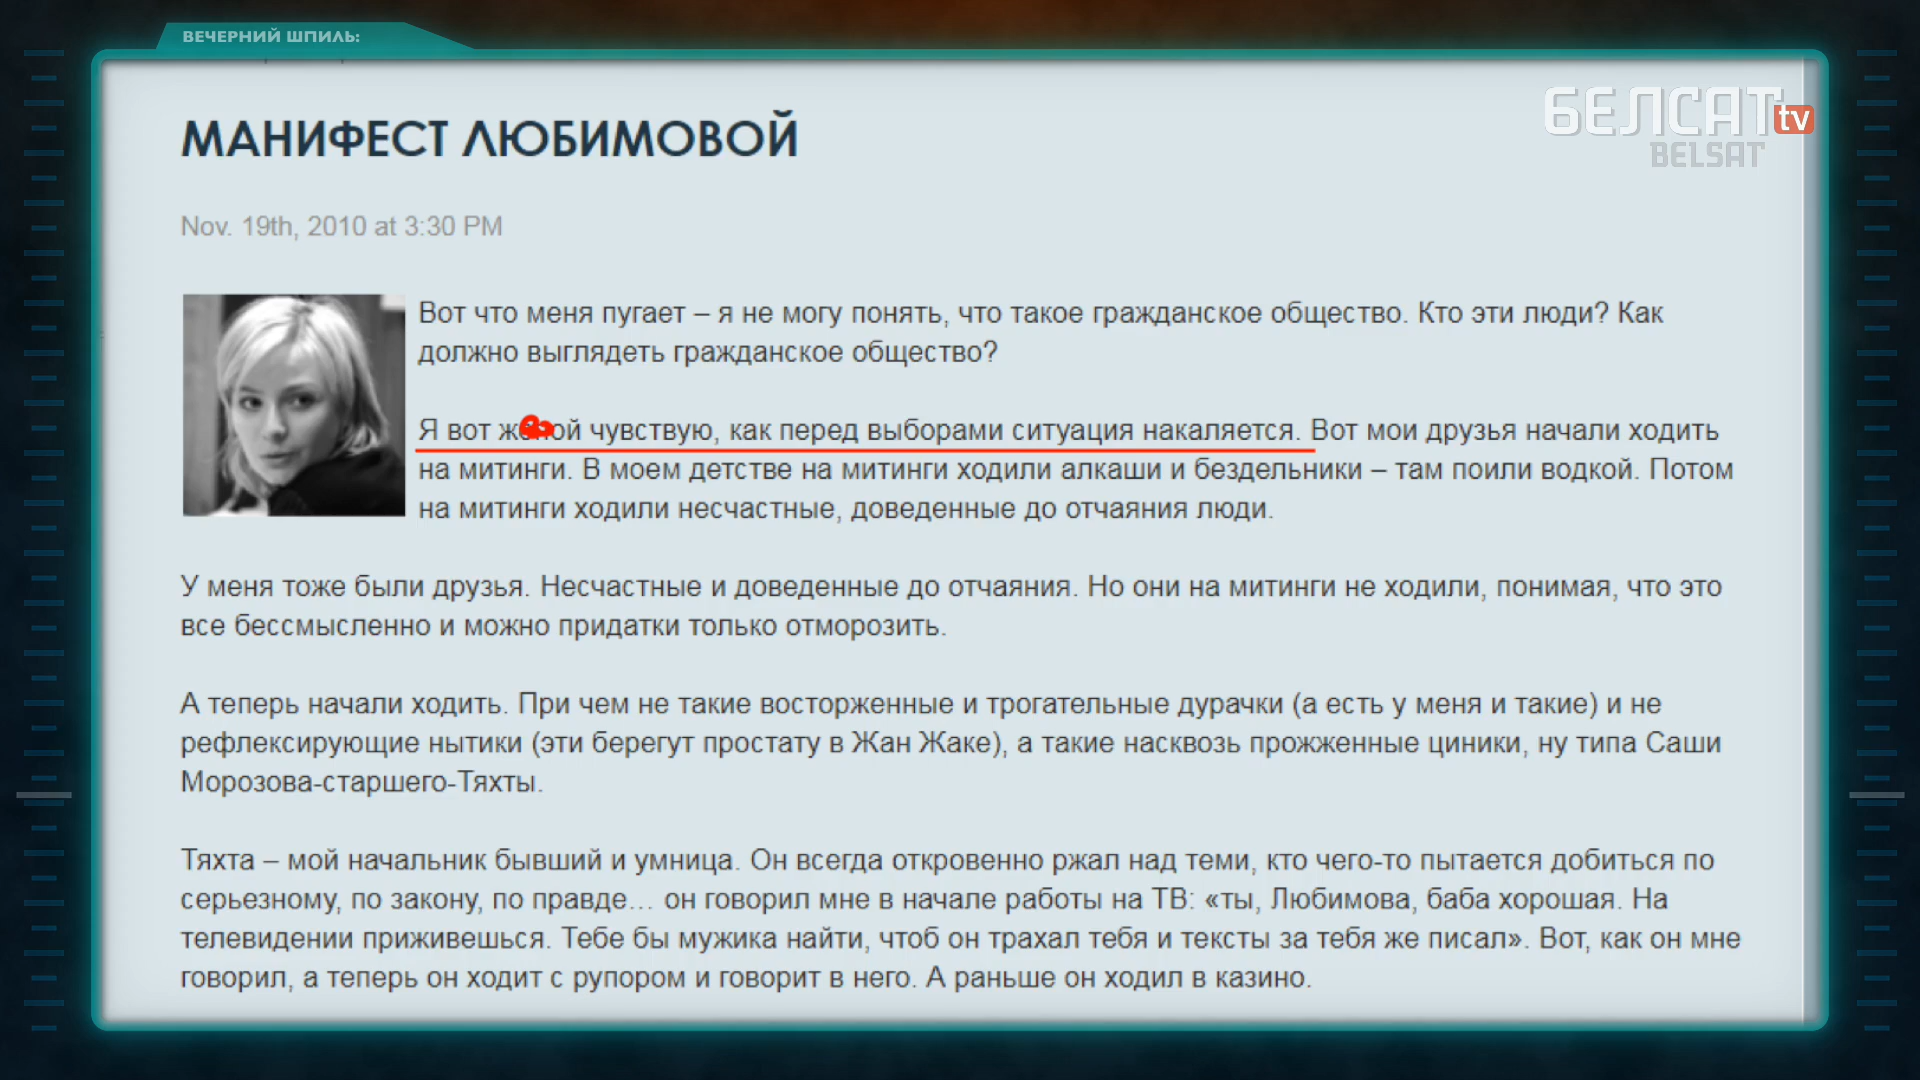 ВЕЧЕРНИЙ ШПИЛЬ:
БЕЛСАТ tv
BELSAT
МАНИФЕСТ ЛЮБИМОВОЙ
Nov. 19th, 2010 at 3:30 PM
Вот что меня пугает – я не могу понять, что такое гражданское общество. Кто эти люди? Как
должно выглядеть гражданское общество?
Я вот чувствую, как перед выборами ситуация накаляется. Вот мои друзья начали ходить
на митинги. В моем детстве на митинги ходили алкаши и бездельники – там поили водкой. Потом
на митинги ходили несчастные, доведенные до отчаяния люди.
У меня тоже были друзья. Несчастные и доведенные до отчаяния. Но они на митинги не ходили, понимая, что это
все бессмысленно и можно придатки только отморозить.
А теперь начали ходить. При чем не такие восторженные и трогательные дурачки (а есть у меня и такие) и не
рефлексирующие нытики (эти берегут простату в Жан Жаке), а такие насквозь прожженные циники, ну типа Саши
Морозова-старшего-Тяхты.
Тяхта – мой начальник бывший и умница. Он всегда откровенно ржал над теми, кто чего-то пытается добиться по
серьезному, по закону, по правде... он говорил мне в начале работы на ТВ: «ты, Любимова, баба хорошая. На
телевидении приживешься. Тебе бы мужика найти, чтоб он трахал тебя и тексты за тебя же писал». Вот, как он мне
говорил, а теперь он ходит с рупором и говорит в него. А раньше он ходил в казино.